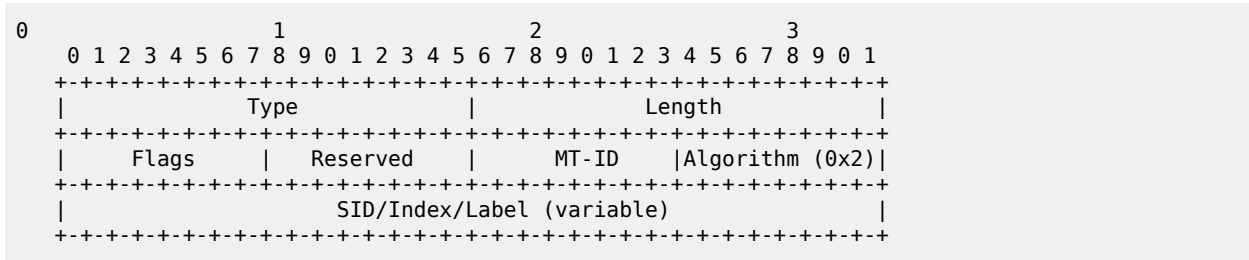 0                   1                   2                   3
    0 1 2 3 4 5 6 7 8 9 0 1 2 3 4 5 6 7 8 9 0 1 2 3 4 5 6 7 8 9 0 1
   +-+-+-+-+-+-+-+-+-+-+-+-+-+-+-+-+-+-+-+-+-+-+-+-+-+-+-+-+-+-+-+-+
   |              Type             |             Length            |
   +-+-+-+-+-+-+-+-+-+-+-+-+-+-+-+-+-+-+-+-+-+-+-+-+-+-+-+-+-+-+-+-+
   |     Flags     |   Reserved    |      MT-ID    |Algorithm (0x2)|
   +-+-+-+-+-+-+-+-+-+-+-+-+-+-+-+-+-+-+-+-+-+-+-+-+-+-+-+-+-+-+-+-+
   |                     SID/Index/Label (variable)                |
   +-+-+-+-+-+-+-+-+-+-+-+-+-+-+-+-+-+-+-+-+-+-+-+-+-+-+-+-+-+-+-+-+